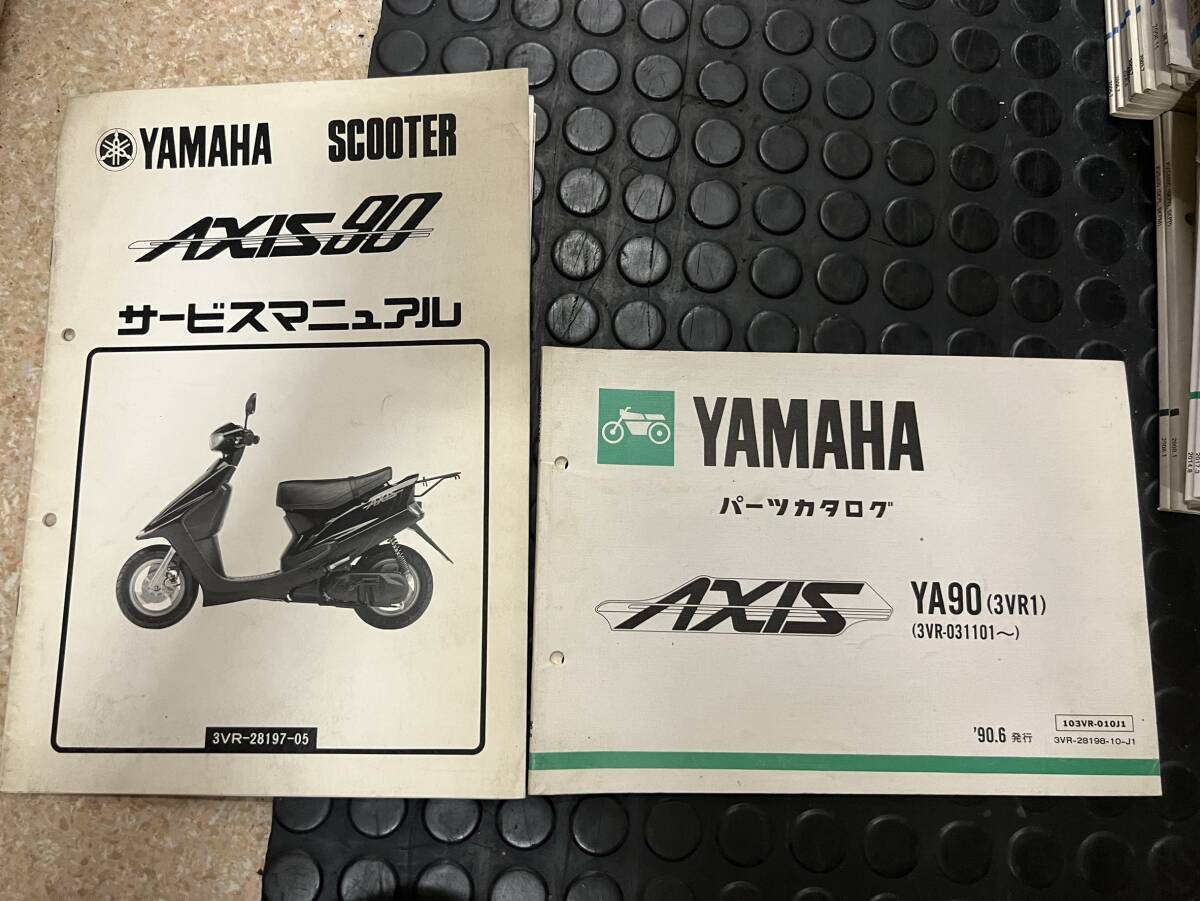 YAMAHA SCOOTER
AXIS90
サービスマニュアル
AXIS
3VR-28197-05
YAMAHA
パーツカタログ
AXIS YA90 (3VR1)
(3VR-031101~)
103VR-010J1
'90.6 発行
3VR-28198-10-J1